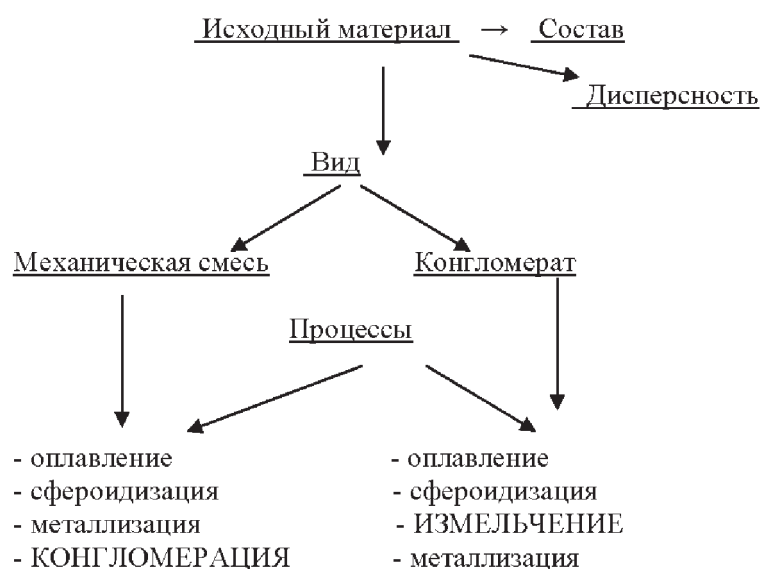 Исходный материал → Состав
Дисперсность
Вид
Механическая смесь Конгломерат
Процессы
- оплавление - оплавление
- сфероидизация - сфероидизация
- металлизация - ИЗМЕЛЬЧЕНИЕ
- КОНГЛОМЕРАЦИЯ - металлизация